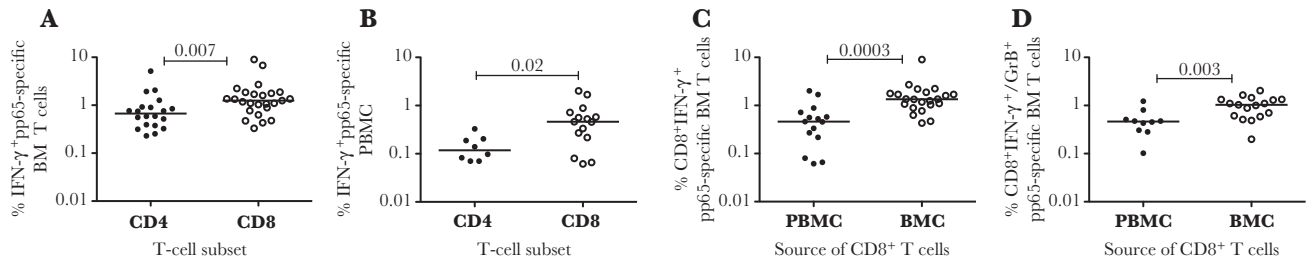 A
% IFN-γ+pp65-specific
BM T cells
10
1
0.1
0.01
0.007
CD4
CD8
T-cell subset
B
% IFN-γ+pp65-specific
PBMC
10
1
0.1
0.01
0.02
CD4
CD8
T-cell subset
C
% CD8+IFN-γ+
pp65-specific BM T cells
10
1
0.1
0.01
0.0003
PBMC
BMC
Source of CD8+ T cells
D
% CD8+IFN-γ+/GrB+
pp65-specific BM T cells
10
1
0.1
0.01
0.003
PBMC
BMC
Source of CD8+ T cells